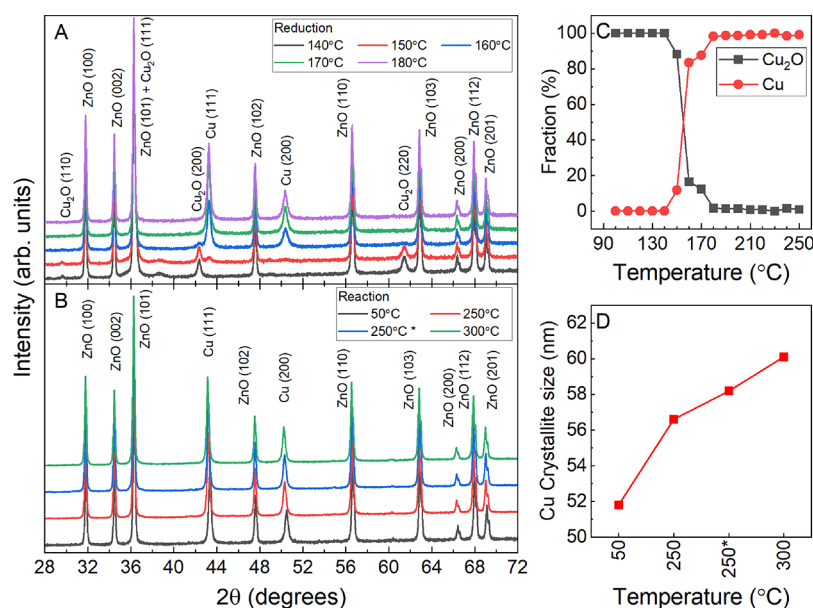 A
Reduction
140°C
150°C
160°C
170°C
180°C
Cu₂O (110)
ZnO (100)
ZnO (002)
ZnO (101) + Cu₂O (111)
Cu₂O (200)
Cu (111)
ZnO (102)
Cu (200)
ZnO (110)
Cu₂O (220)
ZnO (103)
ZnO (200)
ZnO (112)
ZnO (201)
Intensity (arb. units)
B
Reaction
50°C
250°C
250°C *
300°C
ZnO (100)
ZnO (002)
ZnO (101)
Cu (111)
ZnO (102)
Cu (200)
ZnO (110)
ZnO (103)
ZnO (200)
ZnO (112)
ZnO (201)
28 32 36 40 44 48 52 56 60 64 68 72
2θ (degrees)
C
Cu₂O
Cu
Fraction (%)
100
80
60
40
20
0
90 130 170 210 250
Temperature (°C)
D
Cu Crystallite size (nm)
62
60
58
56
54
52
50
50 250 250* 300
Temperature (°C)